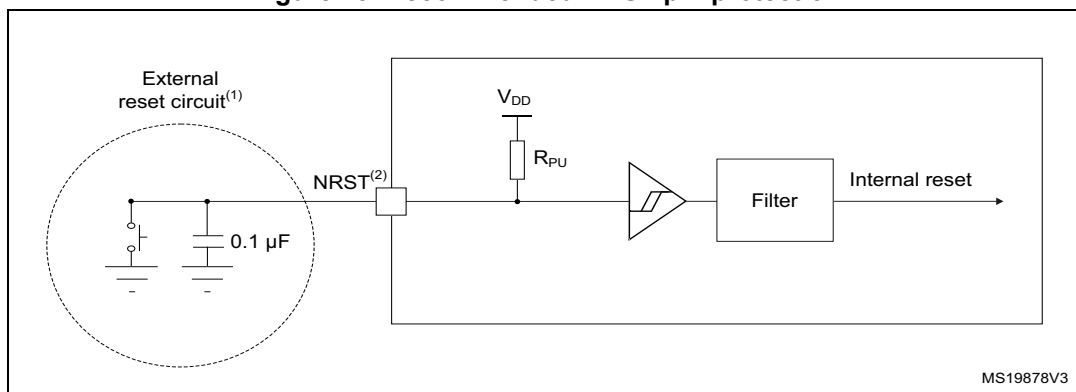 External
reset circuit(1)
VDD
RPU
NRST(2)
0.1 µF
Filter
Internal reset
MS19878V3